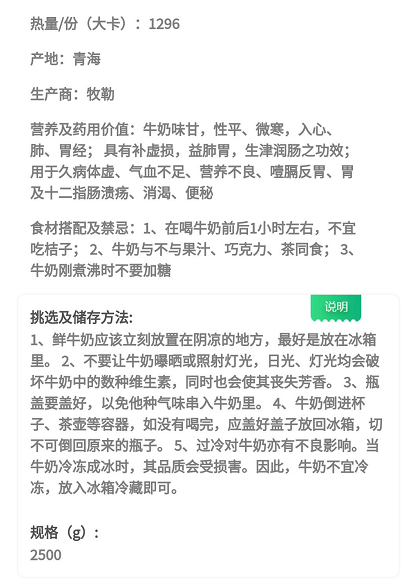 热量/份（大卡）：1296
产地：青海
生产商：牧勒
营养及药用价值：牛奶味甘，性平、微寒，入心、
肺、胃经； 具有补虚损，益肺胃，生津润肠之功效；
用于久病体虚、气血不足、营养不良、噎膈反胃、胃
及十二指肠溃疡、消渴、便秘
食材搭配及禁忌：1、在喝牛奶前后1小时左右，不宜
吃桔子； 2、牛奶与不与果汁、巧克力、茶同食； 3、
牛奶刚煮沸时不要加糖
说明
挑选及储存方法:
1、鲜牛奶应该立刻放置在阴凉的地方，最好是放在冰箱
里。 2、不要让牛奶曝晒或照射灯光，日光、灯光均会破
坏牛奶中的数种维生素，同时也会使其丧失芳香。 3、瓶
盖要盖好，以免他种气味串入牛奶里。 4、牛奶倒进杯
子、茶壶等容器，如没有喝完，应盖好盖子放回冰箱，切
不可倒回原来的瓶子。 5、过冷对牛奶亦有不良影响。当
牛奶冷冻成冰时，其品质会受损害。因此，牛奶不宜冷
冻，放入冰箱冷藏即可。
规格（g）:
2500